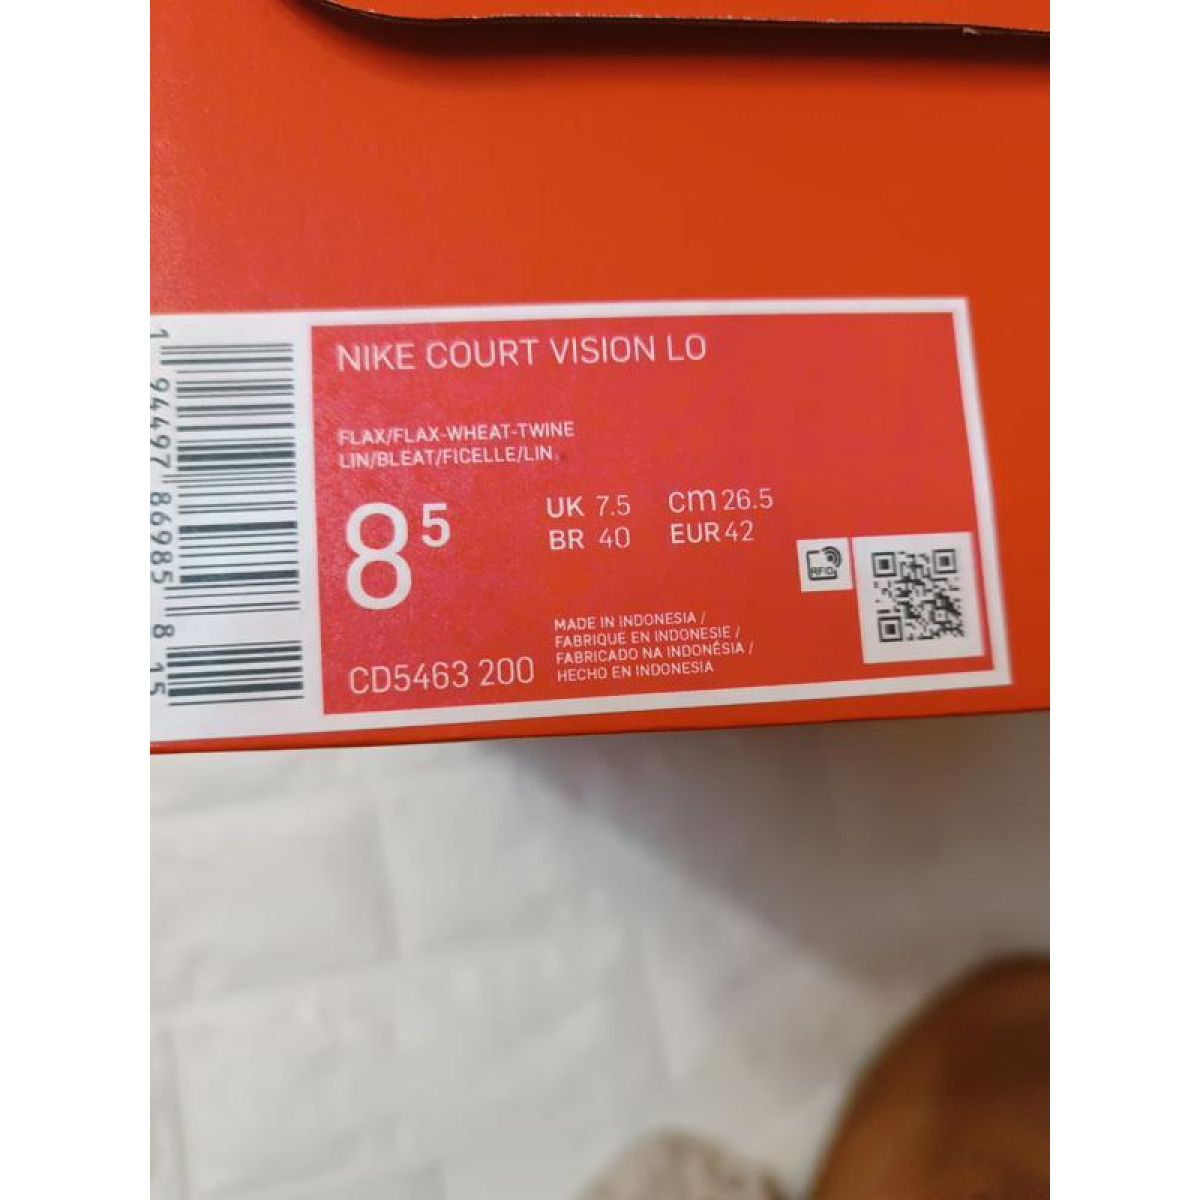 NIKE COURT VISION LO
FLAX/FLAX-WHEAT-TWINE
LIN/BLEAT/FICELLE/LIN
8 5
UK 7.5 cm 26.5
BR 40 EUR 42
RFID
MADE IN INDONESIA /
FABRIQUE EN INDONESIE /
FABRICADO NA INDONÉSIA /
HECHO EN INDONESIA
CD5463 200
1 94497 86985 8 15